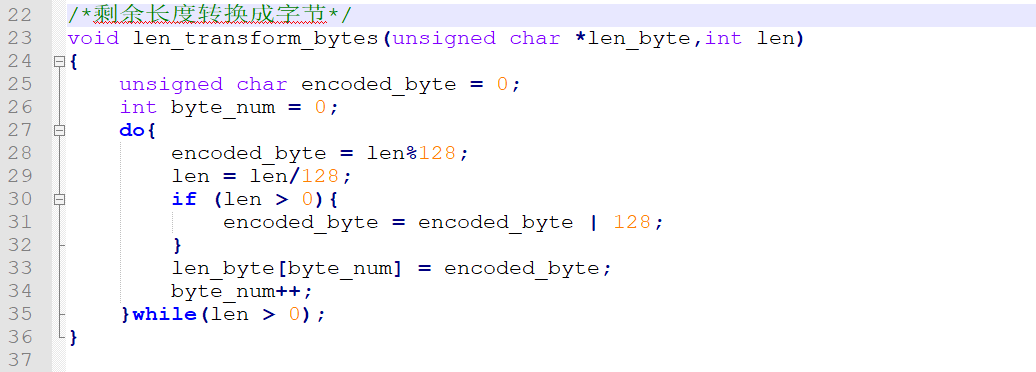 22 /*剩余长度转换成字节*/
23 void len_transform_bytes(unsigned char *len_byte,int len)
24 {
25     unsigned char encoded_byte = 0;
26     int byte_num = 0;
27     do{
28         encoded_byte = len%128;
29         len = len/128;
30         if (len > 0){
31             encoded_byte = encoded_byte | 128;
32         }
33         len_byte[byte_num] = encoded_byte;
34         byte_num++;
35     }while(len > 0);
36 }
37